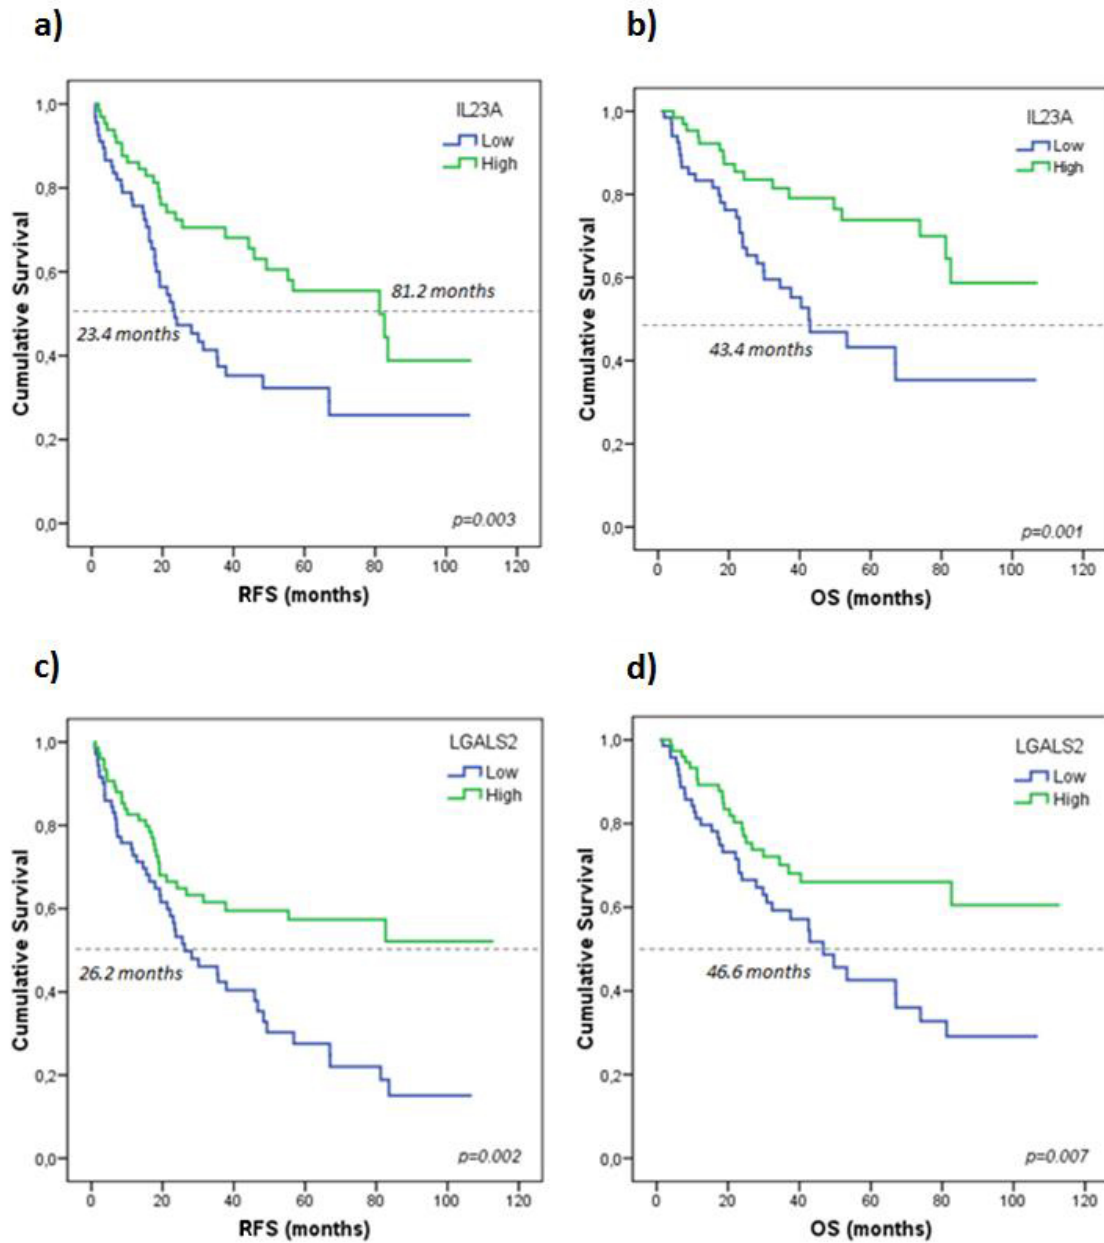 a)
IL23A
Low
High
1,0
0,8
0,6
0,4
0,2
0,0
81.2 months
23.4 months
p=0.003
0 20 40 60 80 100 120
Cumulative Survival
RFS (months)
b)
IL23A
Low
High
1,0
0,8
0,6
0,4
0,2
0,0
43.4 months
p=0.001
0 20 40 60 80 100 120
Cumulative Survival
OS (months)
c)
LGALS2
Low
High
1,0
0,8
0,6
0,4
0,2
0,0
26.2 months
p=0.002
0 20 40 60 80 100 120
Cumulative Survival
RFS (months)
d)
LGALS2
Low
High
1,0
0,8
0,6
0,4
0,2
0,0
46.6 months
p=0.007
0 20 40 60 80 100 120
Cumulative Survival
OS (months)